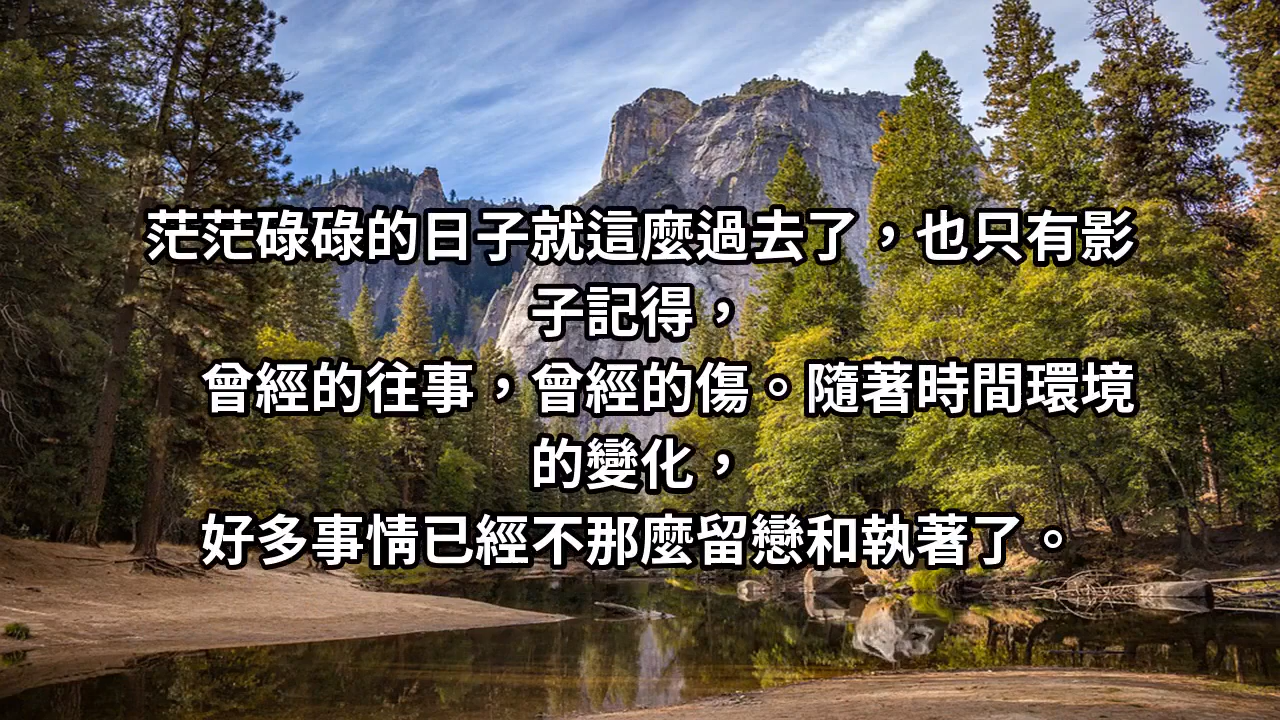 茫茫碌碌的日子就這麼過去了，也只有影
子記得，
曾經的往事，曾經的傷。隨著時間環境
的變化，
好多事情已經不那麼留戀和執著了。